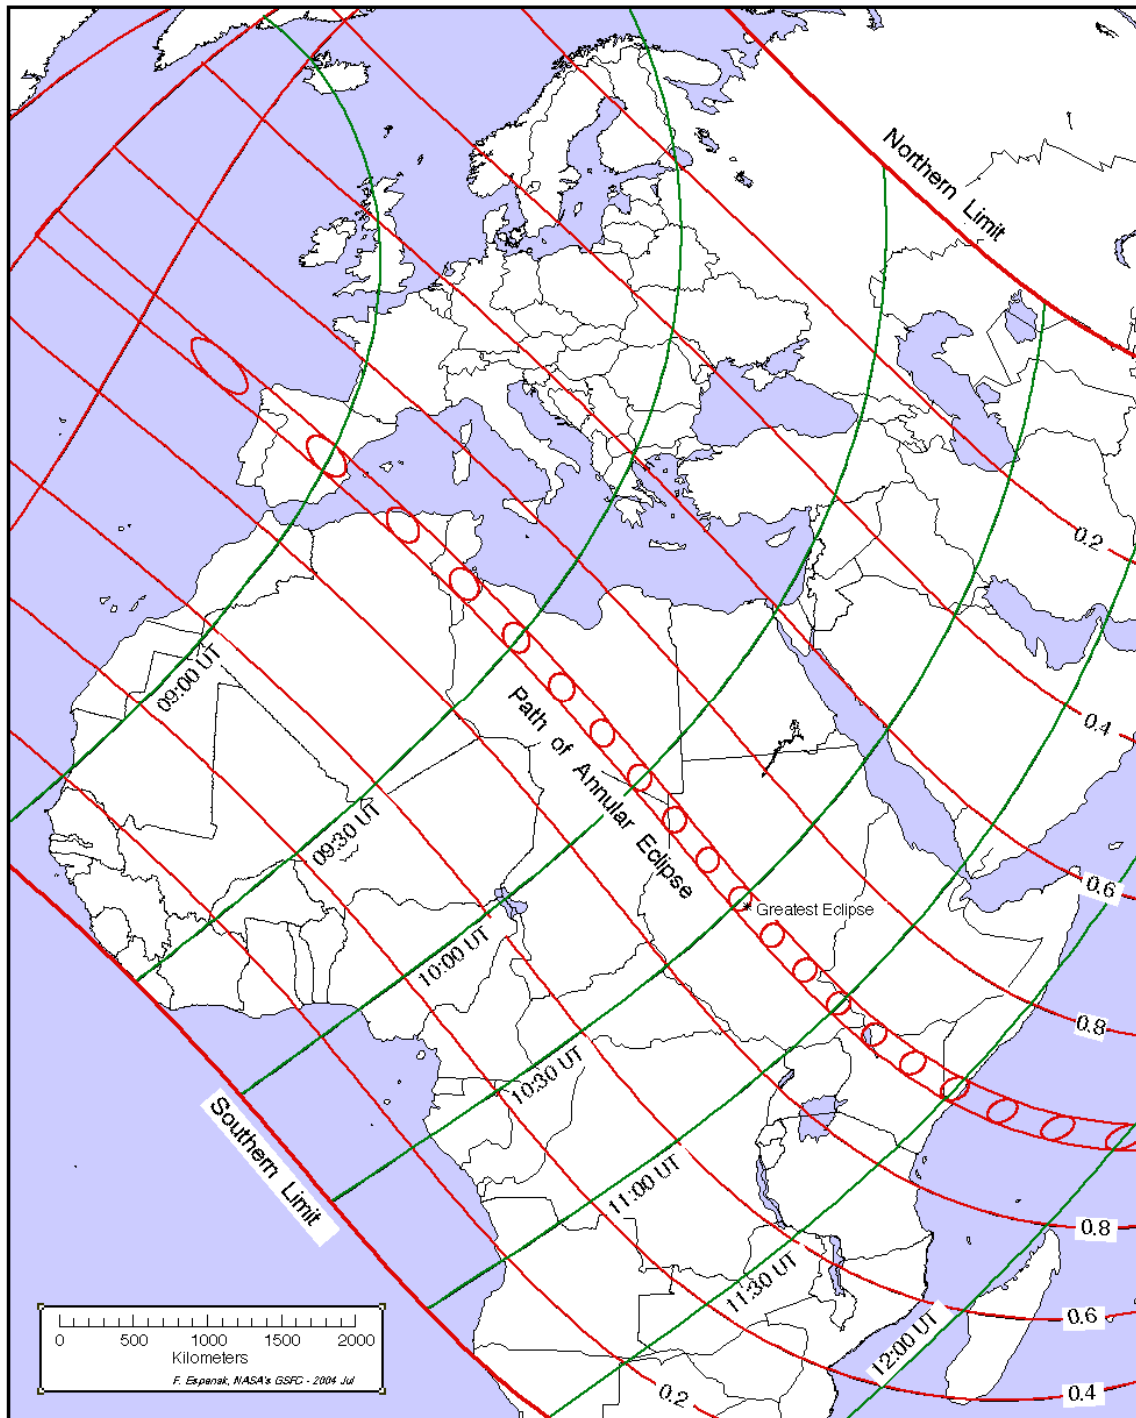 Northern Limit
0.2
09:00 UT
0.4
Path of Annular Eclipse
09:30 UT
0.6
Greatest Eclipse
10:00 UT
0.8
10:30 UT
Southern Limit
11:00 UT
0.8
11:30 UT
0.6
12:00 UT
0.4
0.2
0 500 1000 1500 2000
Kilometers
F. Espenak, NASA's GSFC - 2004 Jul